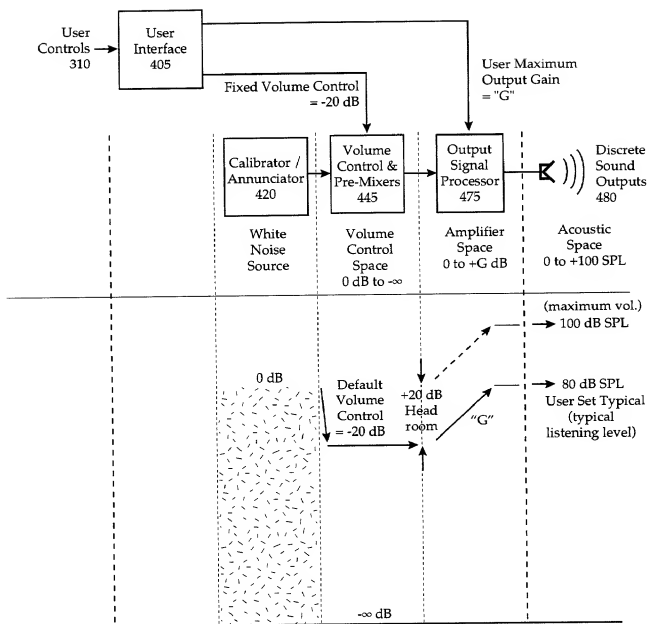 User
Controls
310
User
Interface
405
Fixed Volume Control
= -20 dB
User Maximum
Output Gain
= "G"
Calibrator /
Annunciator
420
Volume
Control &
Pre-Mixers
445
Output
Signal
Processor
475
Discrete
Sound
Outputs
480
White
Noise
Source
Volume
Control
Space
0 dB to -∞
Amplifier
Space
0 to +G dB
Acoustic
Space
0 to +100 SPL
(maximum vol.)
100 dB SPL
0 dB
Default
Volume
Control
= -20 dB
+20 dB
Head
room
"G"
80 dB SPL
User Set Typical
(typical
listening level)
-∞ dB